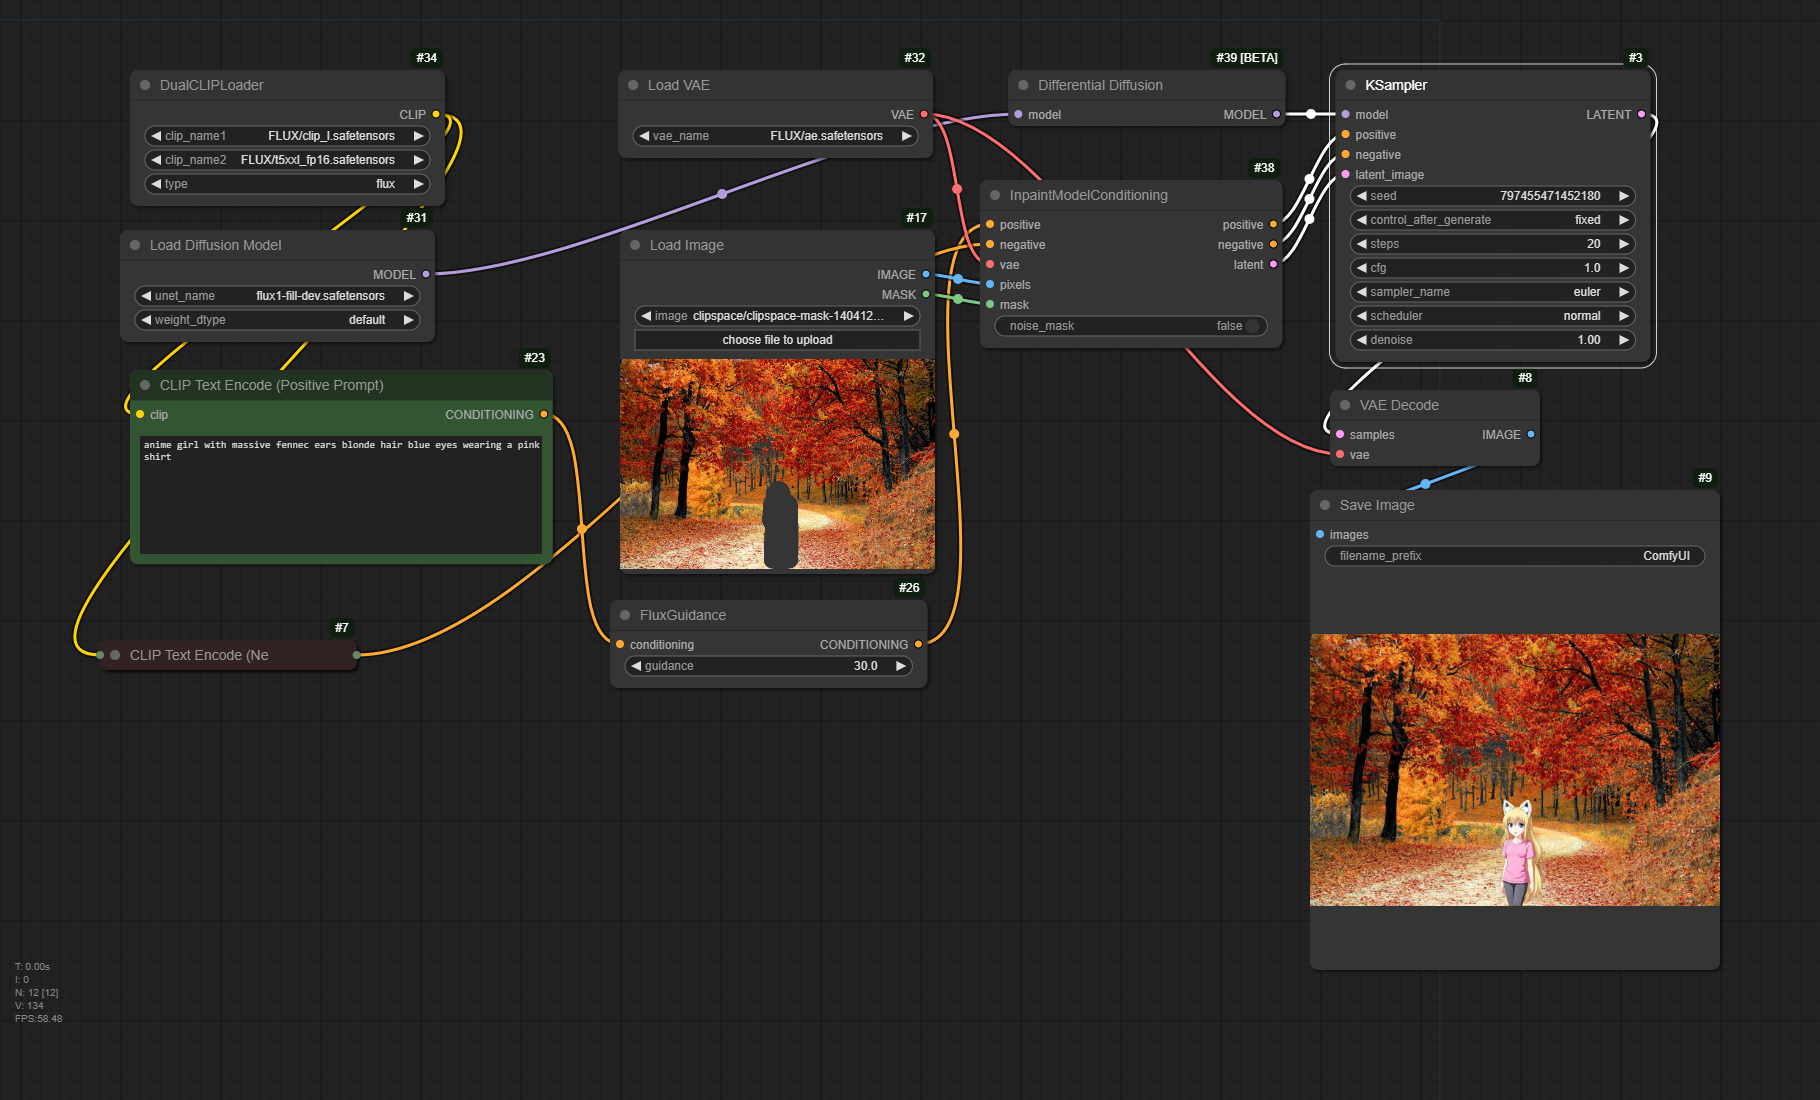 #34
DualCLIPLoader
CLIP
clip_name1 FLUX/clip_l.safetensors
clip_name2 FLUX/t5xxl_fp16.safetensors
type flux
#31
Load Diffusion Model
MODEL
unet_name flux1-fill-dev.safetensors
weight_dtype default
#23
CLIP Text Encode (Positive Prompt)
clip CONDITIONING
anime girl with massive fennec ears blonde hair blue eyes wearing a pink
shirt
#7
CLIP Text Encode (Ne
#32
Load VAE
VAE
vae_name FLUX/ae.safetensors
#17
Load Image
IMAGE
MASK
image clipspace/clipspace-mask-140412...
choose file to upload
#26
FluxGuidance
conditioning CONDITIONING
guidance 30.0
#39 [BETA]
Differential Diffusion
model MODEL
#38
InpaintModelConditioning
positive positive
negative negative
vae latent
pixels
mask
noise_mask false
#3
KSampler
model LATENT
positive
negative
latent_image
seed 797455471452180
control_after_generate fixed
steps 20
cfg 1.0
sampler_name euler
scheduler normal
denoise 1.00
#8
VAE Decode
samples IMAGE
vae
#9
Save Image
images
filename_prefix ComfyUI
T: 0.00s
I: 0
N: 12 [12]
V: 134
FPS:58.48